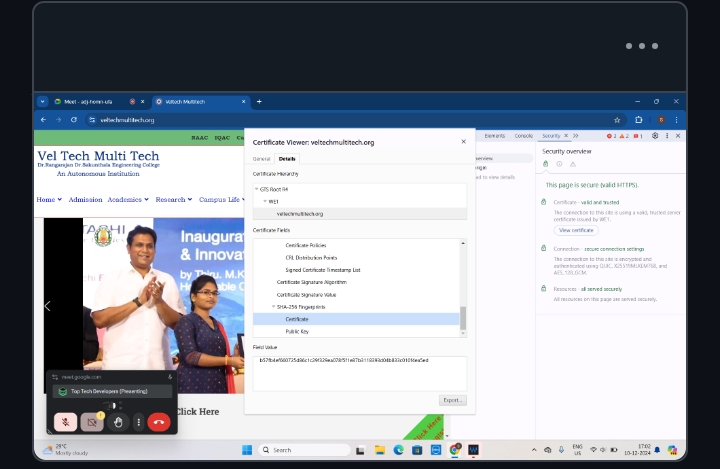 Meet - adj-homn-ufa
Veltech Multitech
veltechmultitech.org
NAAC IQAC
Vel Tech Multi Tech
Dr.Rangarajan Dr.Sakunthala Engineering College
An Autonomous Institution
Home Admission Academics Research Campus Life
Inaugura
& Innova
by Thiru. M.K
Click Here
Certificate Viewer: veltechmultitech.org
General Details
Certificate Hierarchy
GTS Root R4
WE1
veltechmultitech.org
Certificate Fields
Certificate Policies
CRL Distribution Points
Signed Certificate Timestamp List
Certificate Signature Algorithm
Certificate Signature Value
SHA-256 Fingerprints
Certificate
Public Key
Field Value
Export...
Elements Console Security
Security overview
This page is secure (valid HTTPS).
Certificate - valid and trusted
The connection to this site is using a valid, trusted server
certificate issued by WE1.
View certificate
Connection - secure connection settings
The connection to this site is encrypted and
authenticated using QUIC, X25519MLKEM768, and
AES_128_GCM.
Resources - all served securely
All resources on this page are served securely.
meet.google.com
Top Tech Developers (Presenting)
29°C
Mostly cloudy
Search
ENG
US
17:02
10-12-2024